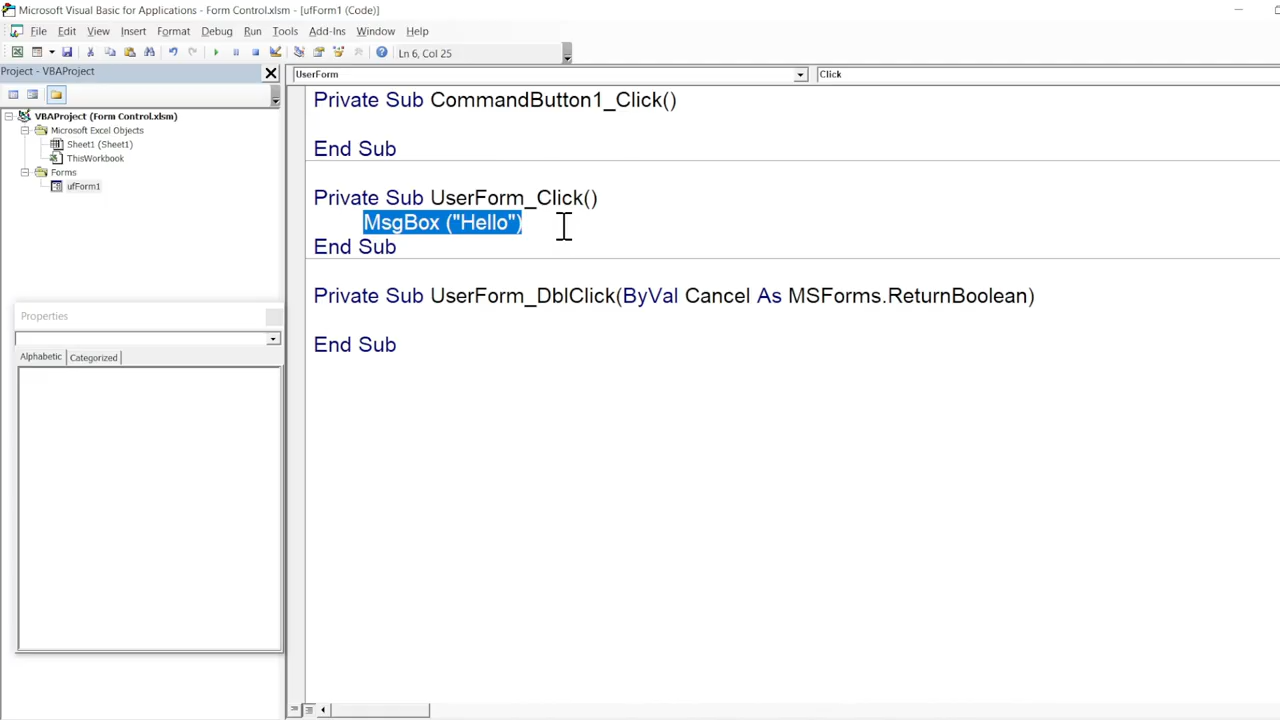 Microsoft Visual Basic for Applications - Form Control.xlsm - [ufForm1 (Code)]
File Edit View Insert Format Debug Run Tools Add-Ins Window Help
Ln 6, Col 25
Project - VBAProject
VBAProject (Form Control.xlsm)
Microsoft Excel Objects
Sheet1 (Sheet1)
ThisWorkbook
Forms
ufForm1
Properties
Alphabetic Categorized
UserForm Click
Private Sub CommandButton1_Click()
End Sub
Private Sub UserForm_Click()
MsgBox ("Hello")
End Sub
Private Sub UserForm_DblClick(ByVal Cancel As MSForms.ReturnBoolean)
End Sub